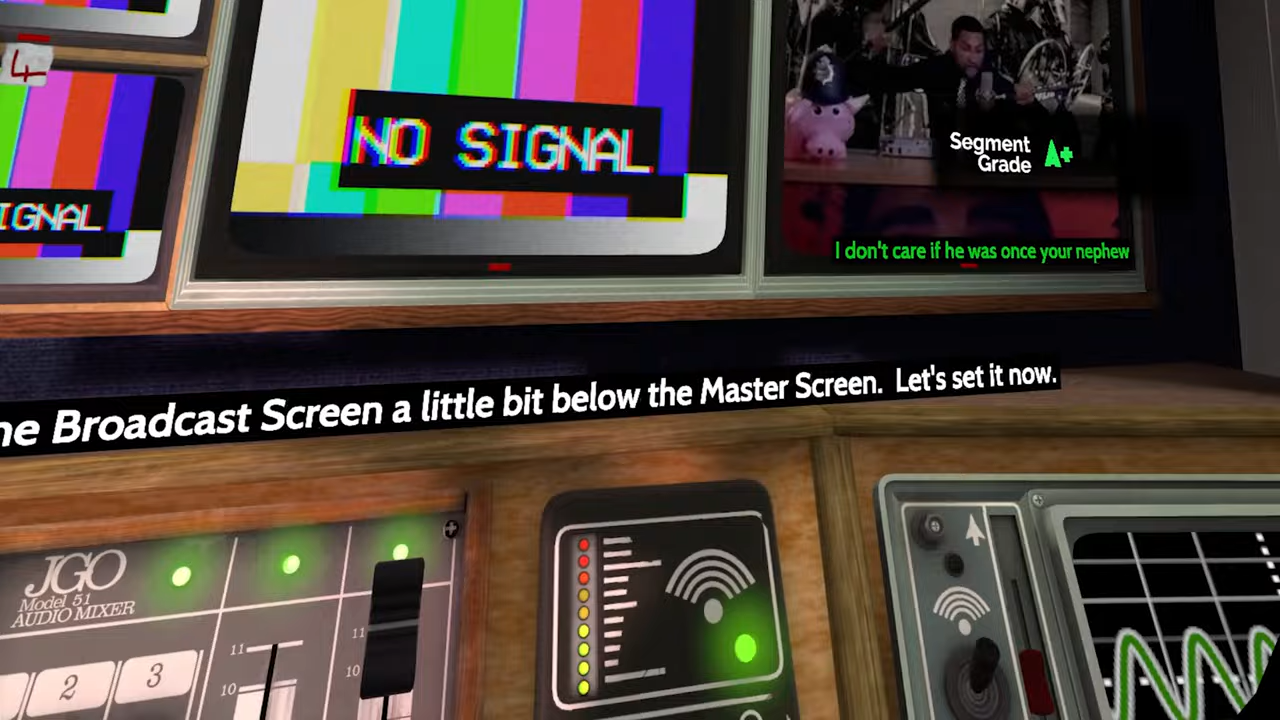 4
NO SIGNAL
IGNAL
Segment
Grade A+
I don't care if he was once your nephew
he Broadcast Screen a little bit below the Master Screen. Let's set it now.
JGO
Model 51
AUDIO MIXER
2
3
11
10
11
10